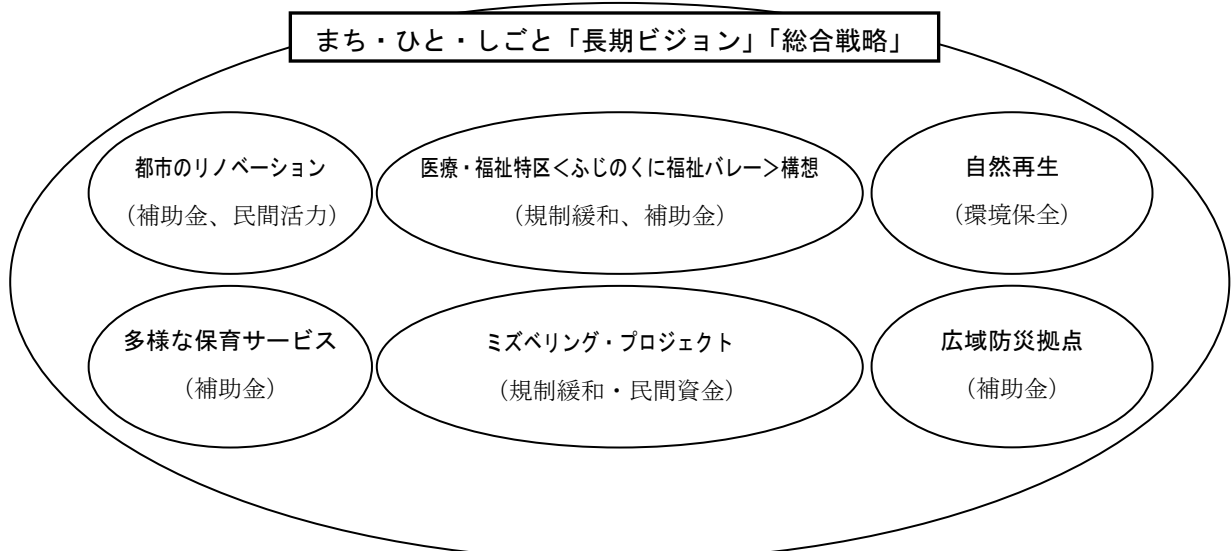 まち・ひと・しごと「長期ビジョン」「総合戦略」
都市のリノベーション
（補助金、民間活力）
医療・福祉特区＜ふじのくに福祉バレー＞構想
（規制緩和、補助金）
自然再生
（環境保全）
多様な保育サービス
（補助金）
ミズベリング・プロジェクト
（規制緩和・民間資金）
広域防災拠点
（補助金）